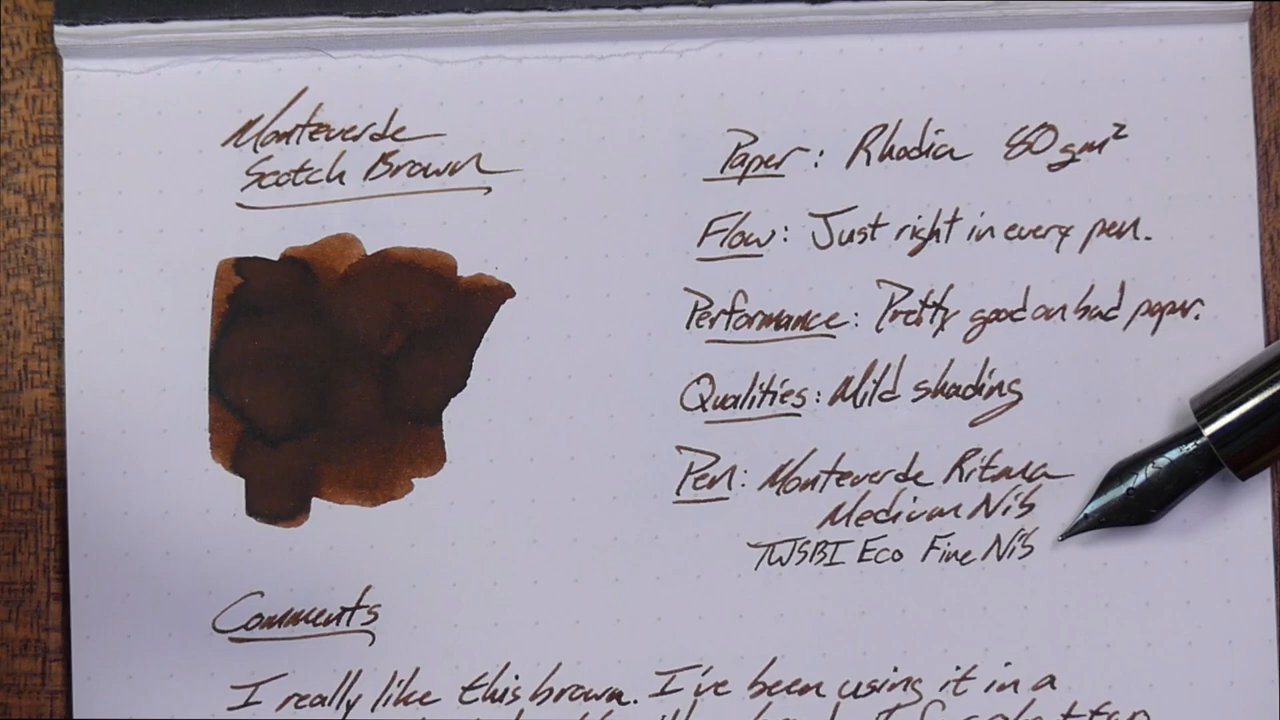 Monteverde
Scotch Brown
Paper: Rhodia 80 gm²
Flow: Just right in every pen.
Performance: Pretty good on bad paper.
Qualities: Mild shading
Pen: Monteverde Ritma
Medium Nib
TWSBI Eco Fine Nib
Comments
I really like this brown. I've been using it in a